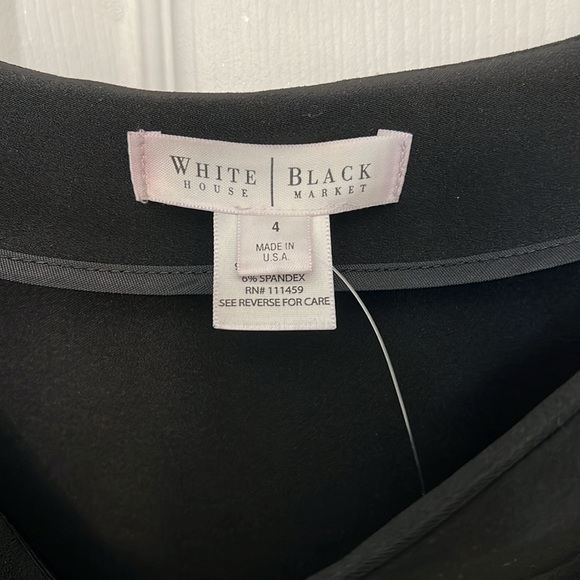 WHITE | BLACK
HOUSE MARKET
4
MADE IN
U.S.A.
6% SPANDEX
RN# 111459
SEE REVERSE FOR CARE